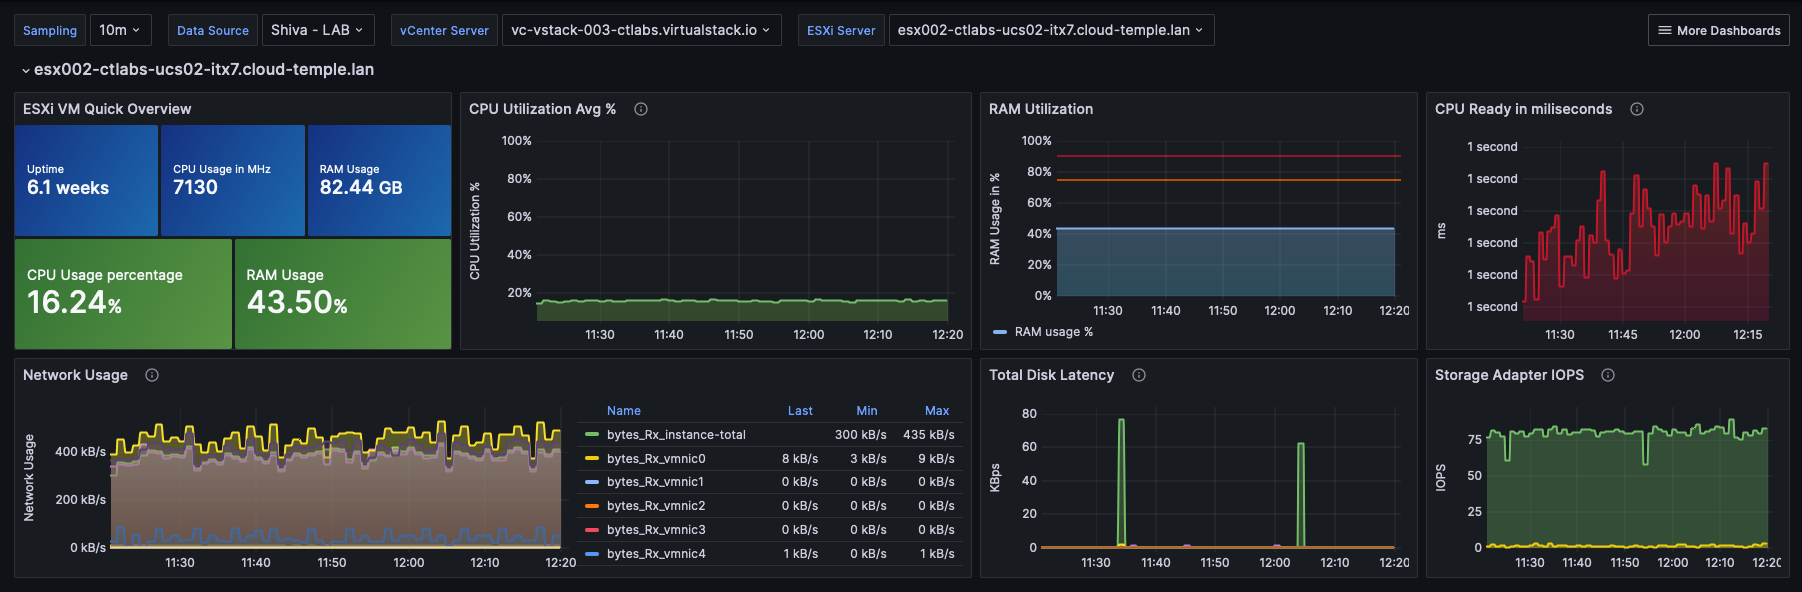 Sampling 10m Data Source Shiva - LAB vCenter Server vc-vstack-003-ctlabs.virtualstack.io ESXi Server esx002-ctlabs-ucs02-itx7.cloud-temple.lan More Dashboards
esx002-ctlabs-ucs02-itx7.cloud-temple.lan
ESXi VM Quick Overview
Uptime
6.1 weeks
CPU Usage in MHz
7130
RAM Usage
82.44 GB
CPU Usage percentage
16.24%
RAM Usage
43.50%
CPU Utilization Avg %
CPU Utilization %
100%
80%
60%
40%
20%
11:30 11:40 11:50 12:00 12:10 12:20
RAM Utilization
RAM Usage in %
100%
80%
60%
40%
20%
0%
11:30 11:40 11:50 12:00 12:10 12:20
RAM usage %
CPU Ready in miliseconds
ms
1 second
1 second
1 second
1 second
1 second
1 second
11:30 11:45 12:00 12:15
Network Usage
Network Usage
400 kB/s
200 kB/s
0 kB/s
11:30 11:40 11:50 12:00 12:10 12:20
Name Last Min Max
bytes_Rx_instance-total 300 kB/s 435 kB/s
bytes_Rx_vmnic0 8 kB/s 3 kB/s 9 kB/s
bytes_Rx_vmnic1 0 kB/s 0 kB/s 0 kB/s
bytes_Rx_vmnic2 0 kB/s 0 kB/s 0 kB/s
bytes_Rx_vmnic3 0 kB/s 0 kB/s 0 kB/s
bytes_Rx_vmnic4 1 kB/s 0 kB/s 1 kB/s
Total Disk Latency
KBps
80
60
40
20
0
11:30 11:40 11:50 12:00 12:10 12:20
Storage Adapter IOPS
IOPS
75
50
25
0
11:30 11:40 11:50 12:00 12:10 12:20